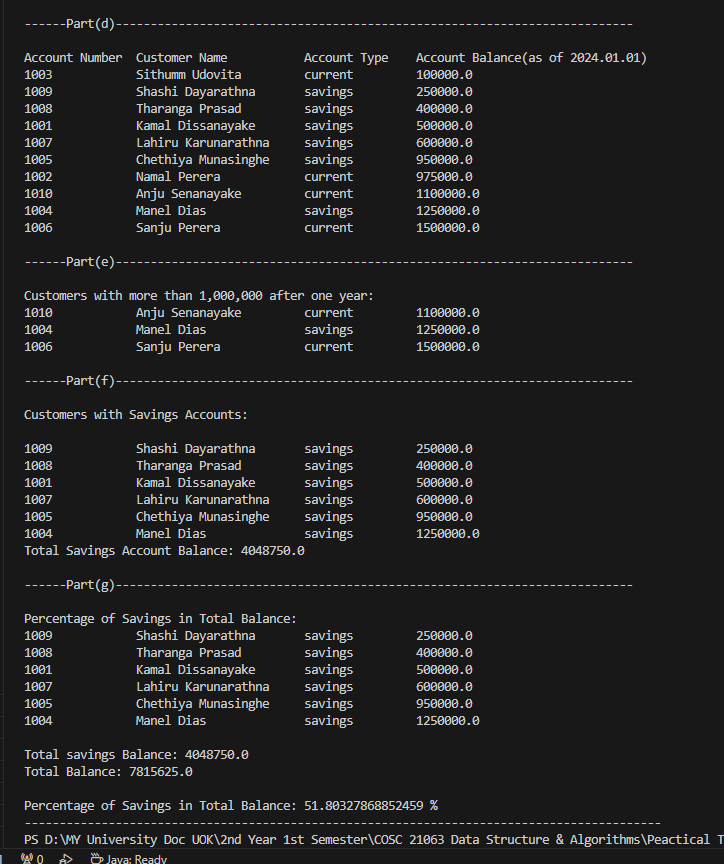 ------Part(d)--------------------------------------------------------------------------
Account Number  Customer Name           Account Type    Account Balance(as of 2024.01.01)
1003            Sithumm Udovita         current         100000.0
1009            Shashi Dayarathna       savings         250000.0
1008            Tharanga Prasad         savings         400000.0
1001            Kamal Dissanayake       savings         500000.0
1007            Lahiru Karunarathna     savings         600000.0
1005            Chethiya Munasinghe     savings         950000.0
1002            Namal Perera            current         975000.0
1010            Anju Senanayake         current         1100000.0
1004            Manel Dias              savings         1250000.0
1006            Sanju Perera            current         1500000.0
------Part(e)--------------------------------------------------------------------------
Customers with more than 1,000,000 after one year:
1010            Anju Senanayake         current         1100000.0
1004            Manel Dias              savings         1250000.0
1006            Sanju Perera            current         1500000.0
------Part(f)--------------------------------------------------------------------------
Customers with Savings Accounts:
1009            Shashi Dayarathna       savings         250000.0
1008            Tharanga Prasad         savings         400000.0
1001            Kamal Dissanayake       savings         500000.0
1007            Lahiru Karunarathna     savings         600000.0
1005            Chethiya Munasinghe     savings         950000.0
1004            Manel Dias              savings         1250000.0
Total Savings Account Balance: 4048750.0
------Part(g)--------------------------------------------------------------------------
Percentage of Savings in Total Balance:
1009            Shashi Dayarathna       savings         250000.0
1008            Tharanga Prasad         savings         400000.0
1001            Kamal Dissanayake       savings         500000.0
1007            Lahiru Karunarathna     savings         600000.0
1005            Chethiya Munasinghe     savings         950000.0
1004            Manel Dias              savings         1250000.0
Total savings Balance: 4048750.0
Total Balance: 7815625.0
Percentage of Savings in Total Balance: 51.80327868852459 %
-------------------------------------------------------------------------------------------
PS D:\MY University Doc UOK\2nd Year 1st Semester\COSC 21063 Data Structure & Algorithms\Peactical T
0 Java: Ready